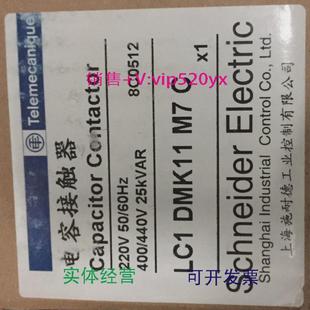 Telemecanique
电容接触器
Capacitor Contactor
220V 50/60Hz 8C0512
400/440V 25KVAR
LC1 DMK11 M7 C x1
Schneider Electric
Shanghai Industrial Control Co., Ltd.
上海施耐德工业控制有限公司
销售+V:vip520yx
实体经营 可开发票